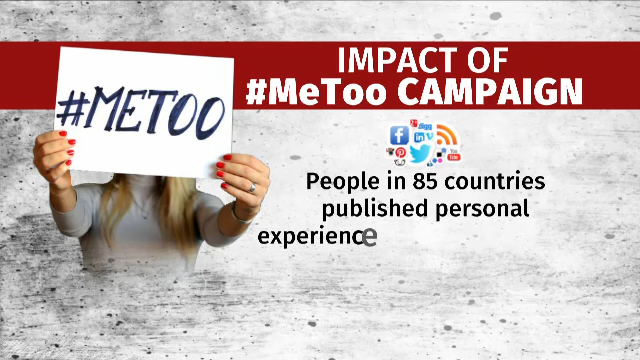 #METOO
IMPACT OF
#MeToo CAMPAIGN
People in 85 countries
published personal
experience